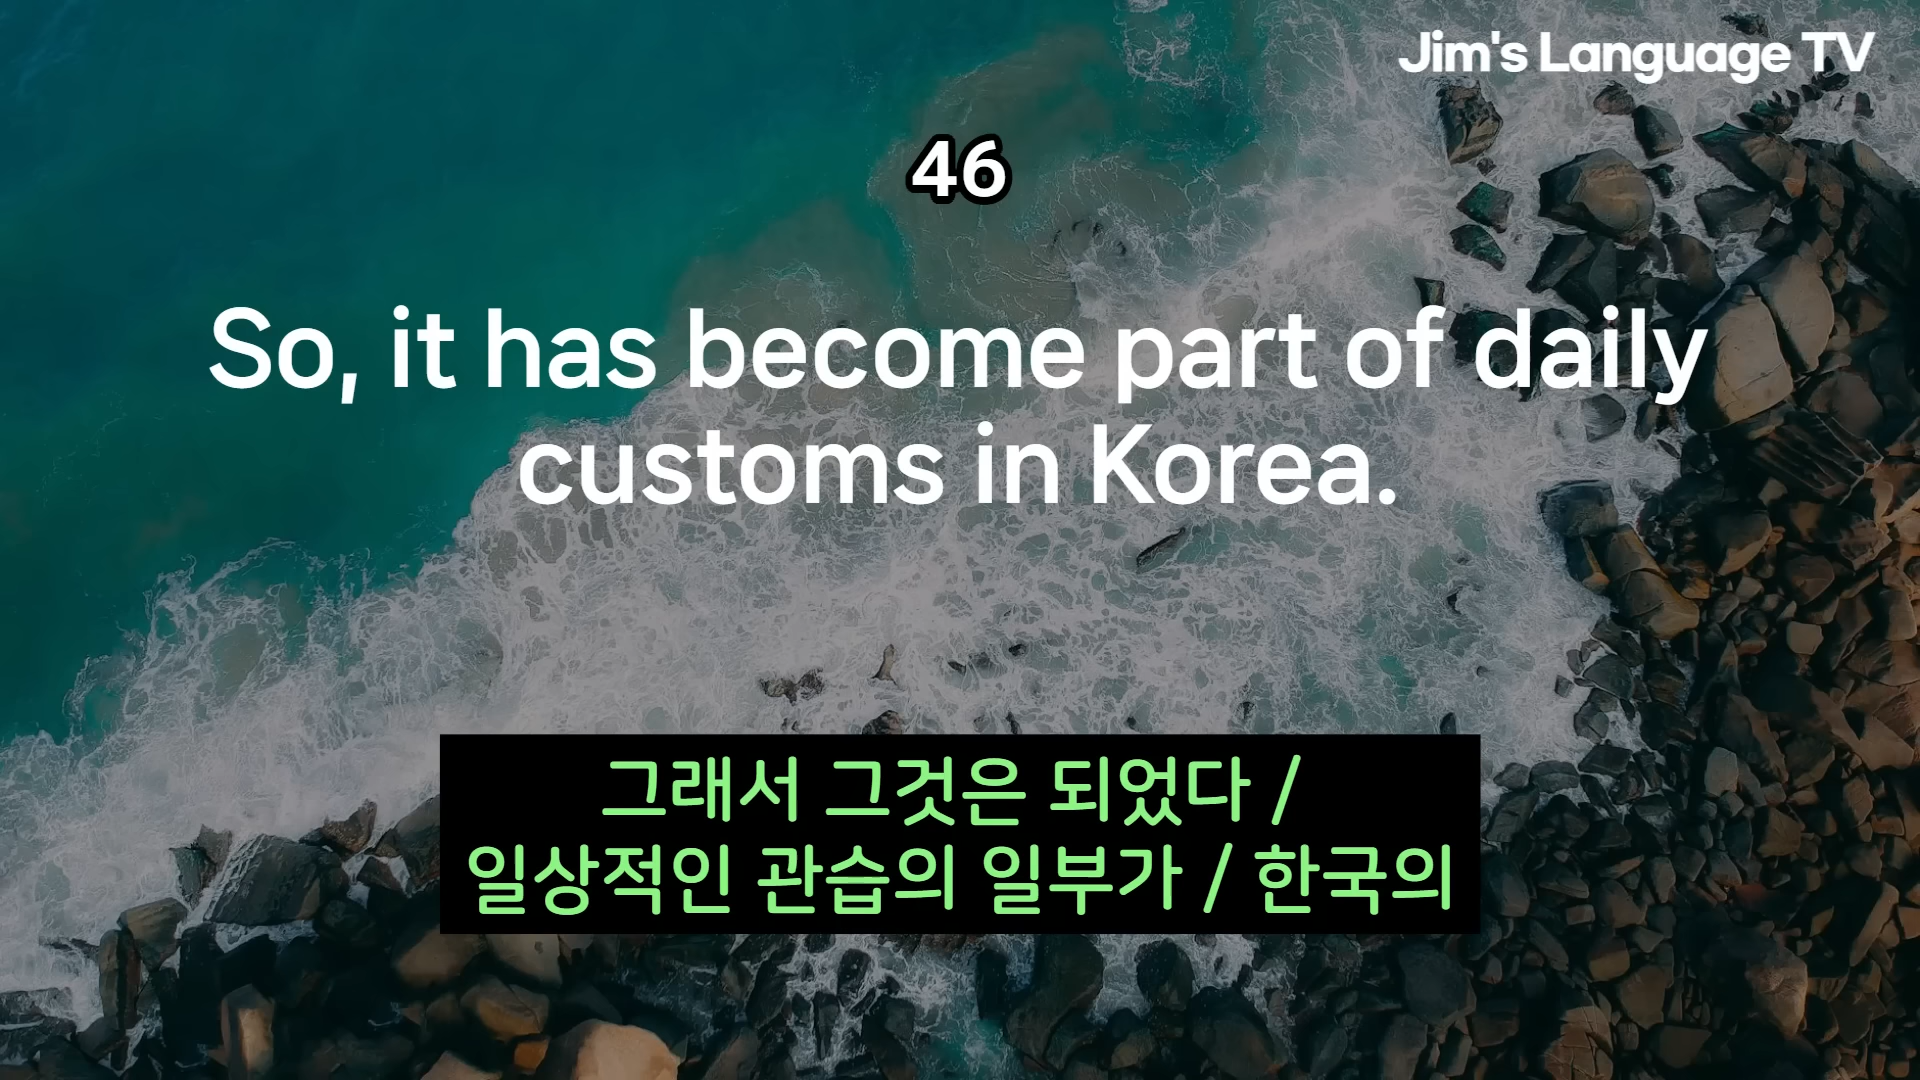 Jim's Language TV
46
So, it has become part of daily
customs in Korea.
그래서 그것은 되었다 /
일상적인 관습의 일부가 / 한국의